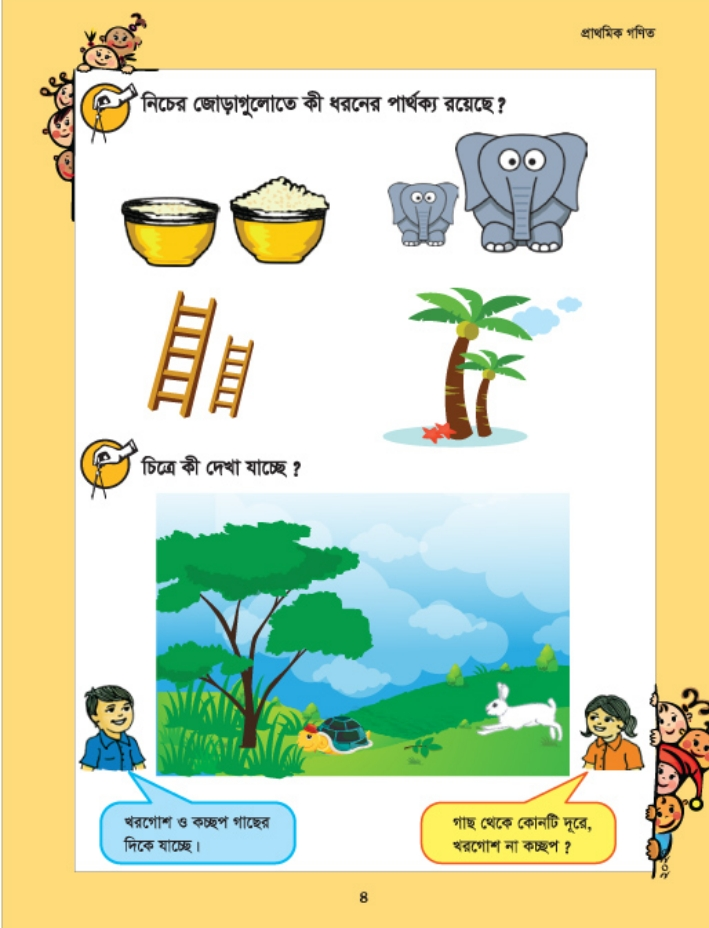 প্রাথমিক গণিত
নিচের জোড়াগুলোতে কী ধরনের পার্থক্য রয়েছে ?
চিত্রে কী দেখা যাচ্ছে ?
খরগোশ ও কচ্ছপ গাছের
দিকে যাচ্ছে।
গাছ থেকে কোনটি দূরে,
খরগোশ না কচ্ছপ ?
৪